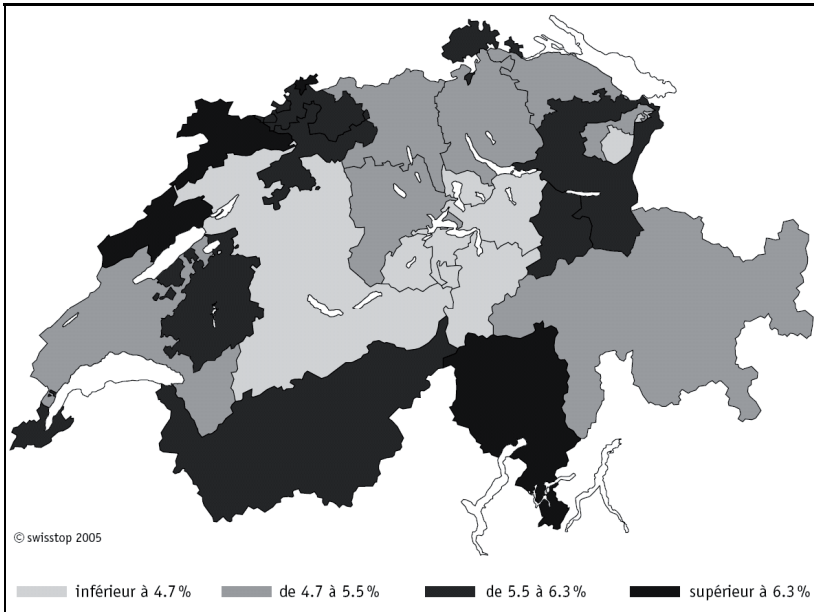 © swisstop 2005
inférieur à 4.7 %
de 4.7 à 5.5 %
de 5.5 à 6.3 %
supérieur à 6.3 %